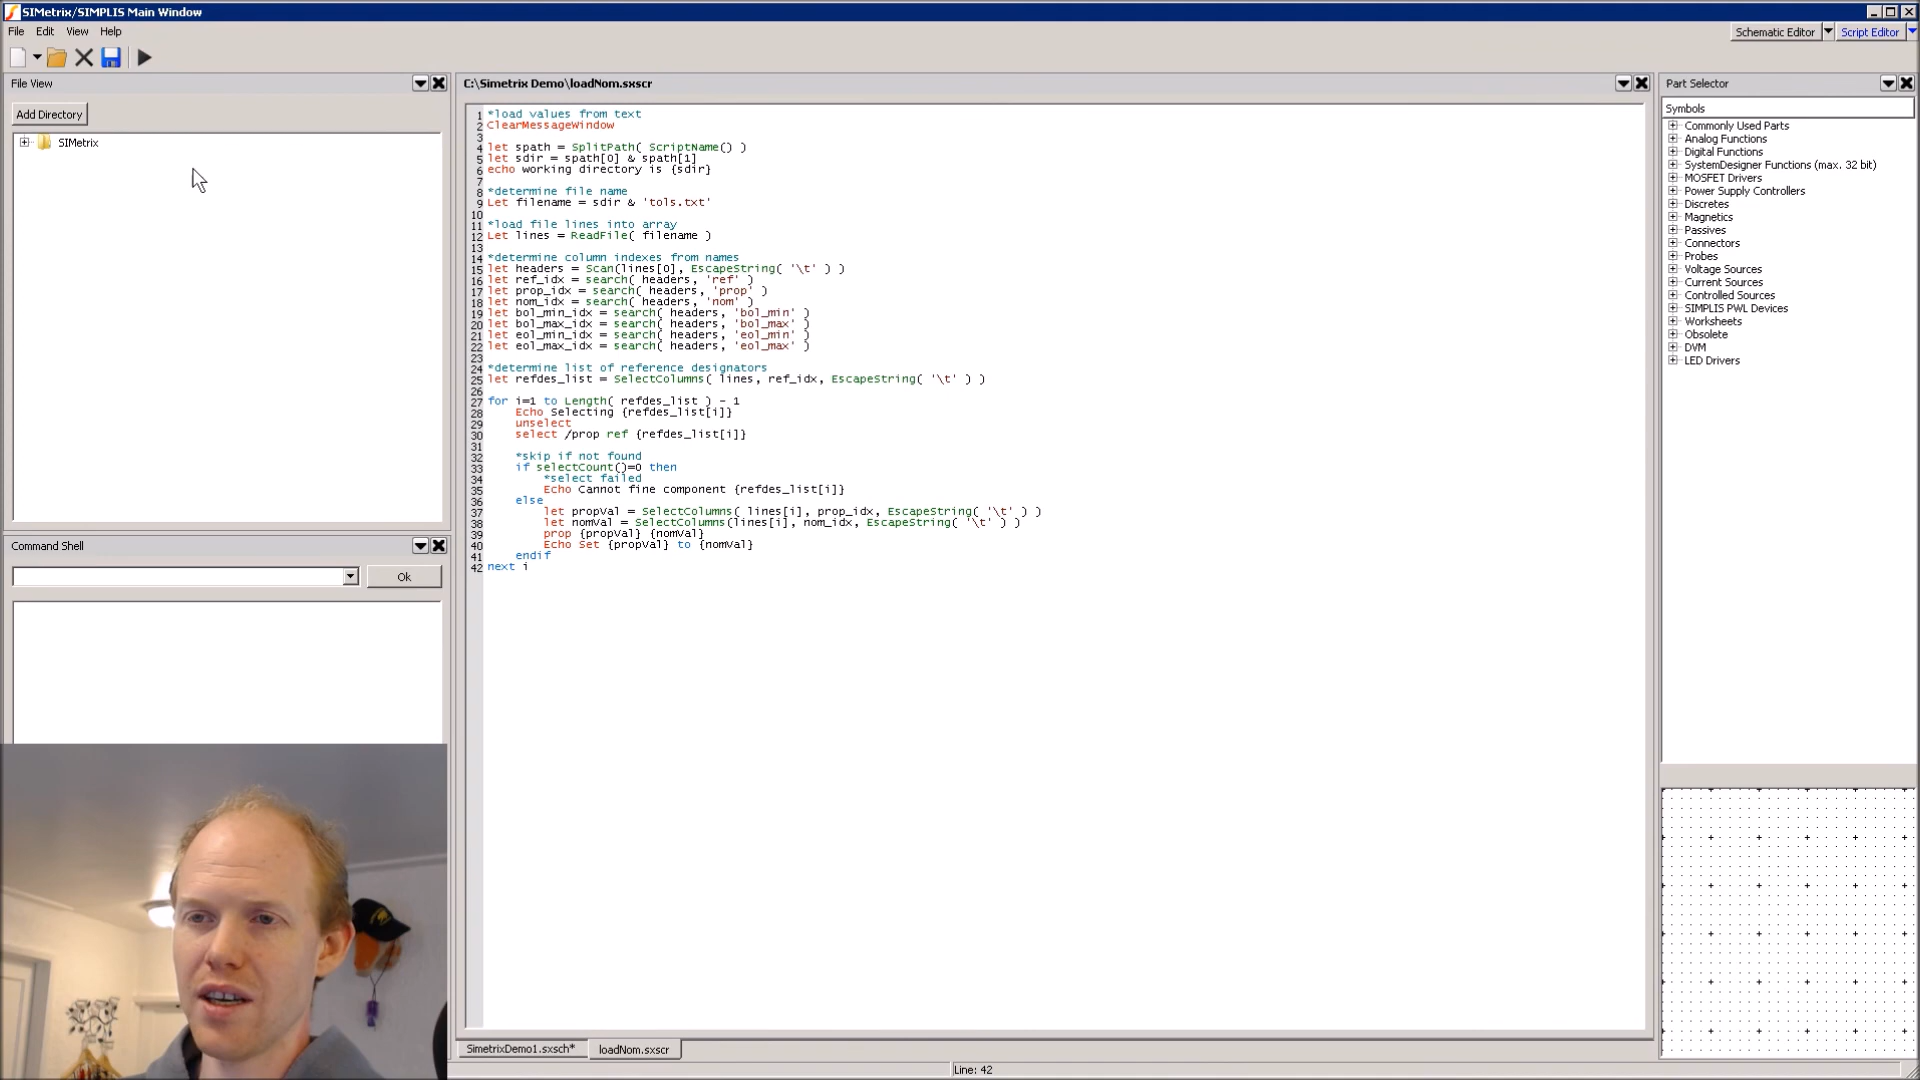 SIMetrix/SIMPLIS Main Window
File Edit View Help
Schematic Editor Script Editor
File View
Add Directory
SIMetrix
Command Shell
Ok
C:\Simetrix Demo\loadNom.sxscr
1 *load values from text
2 ClearMessageWindow
3
4 let spath = SplitPath( ScriptName() )
5 let sdir = spath[0] & spath[1]
6 echo working directory is {sdir}
7
8 *determine file name
9 Let filename = sdir & 'tols.txt'
10
11 *load file lines into array
12 Let lines = ReadFile( filename )
13
14 *determine column indexes from names
15 let headers = Scan(lines[0], EscapeString( '\t' ) )
16 let ref_idx = search( headers, 'ref' )
17 let prop_idx = search( headers, 'prop' )
18 let nom_idx = search( headers, 'nom' )
19 let bol_min_idx = search( headers, 'bol_min' )
20 let bol_max_idx = search( headers, 'bol_max' )
21 let eol_min_idx = search( headers, 'eol_min' )
22 let eol_max_idx = search( headers, 'eol_max' )
23
24 *determine list of reference designators
25 let refdes_list = SelectColumns( lines, ref_idx, EscapeString( '\t' ) )
26
27 for i=1 to Length( refdes_list ) - 1
28 Echo Selecting {refdes_list[i]}
29 unselect
30 select /prop ref {refdes_list[i]}
31
32 *skip if not found
33 if selectCount()=0 then
34 *select failed
35 Echo Cannot fine component {refdes_list[i]}
36 else
37 let propVal = SelectColumns( lines[i], prop_idx, EscapeString( '\t' ) )
38 let nomVal = SelectColumns(lines[i], nom_idx, EscapeString( '\t' ) )
39 prop {propVal} {nomVal}
40 Echo Set {propVal} to {nomVal}
41 endif
42 next i
SimetrixDemo1.sxsch* loadNom.sxscr
Line: 42
Part Selector
Symbols
Commonly Used Parts
Analog Functions
Digital Functions
SystemDesigner Functions (max. 32 bit)
MOSFET Drivers
Power Supply Controllers
Discretes
Magnetics
Passives
Connectors
Probes
Voltage Sources
Current Sources
Controlled Sources
SIMPLIS PWL Devices
Worksheets
Obsolete
DVM
LED Drivers